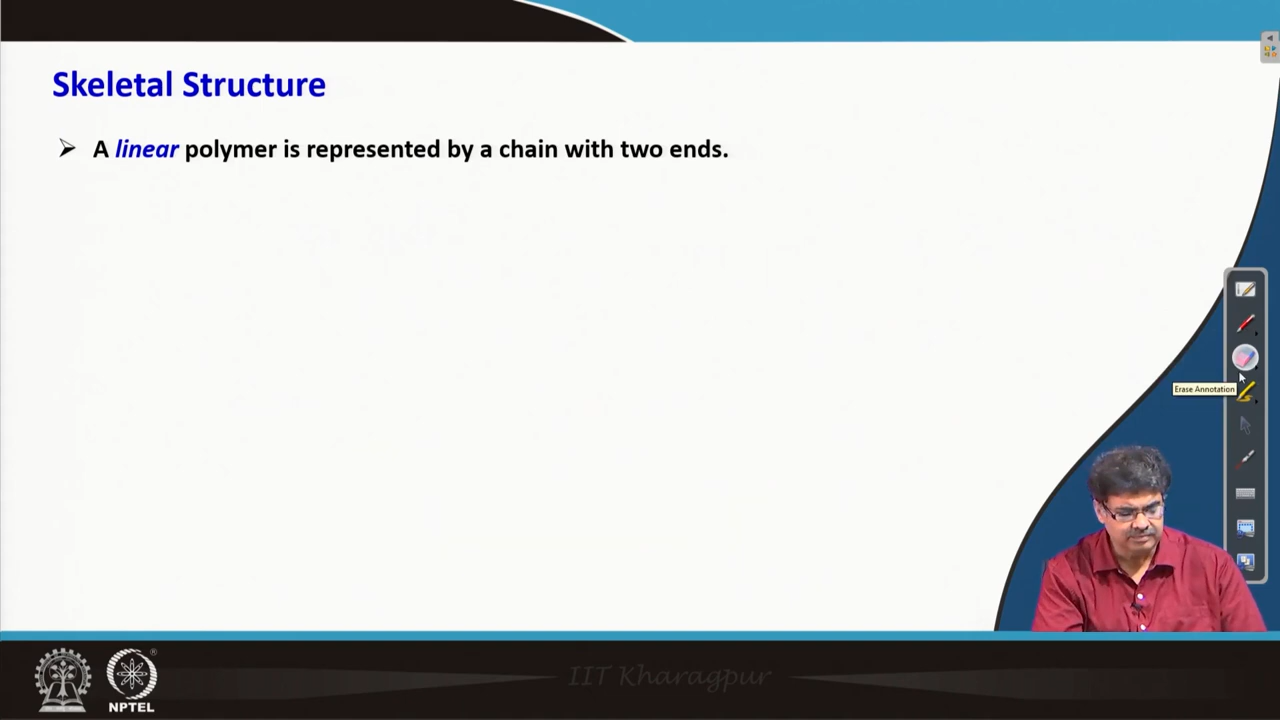 Skeletal Structure
A linear polymer is represented by a chain with two ends.
Erase Annotation
IIT Kharagpur
NPTEL